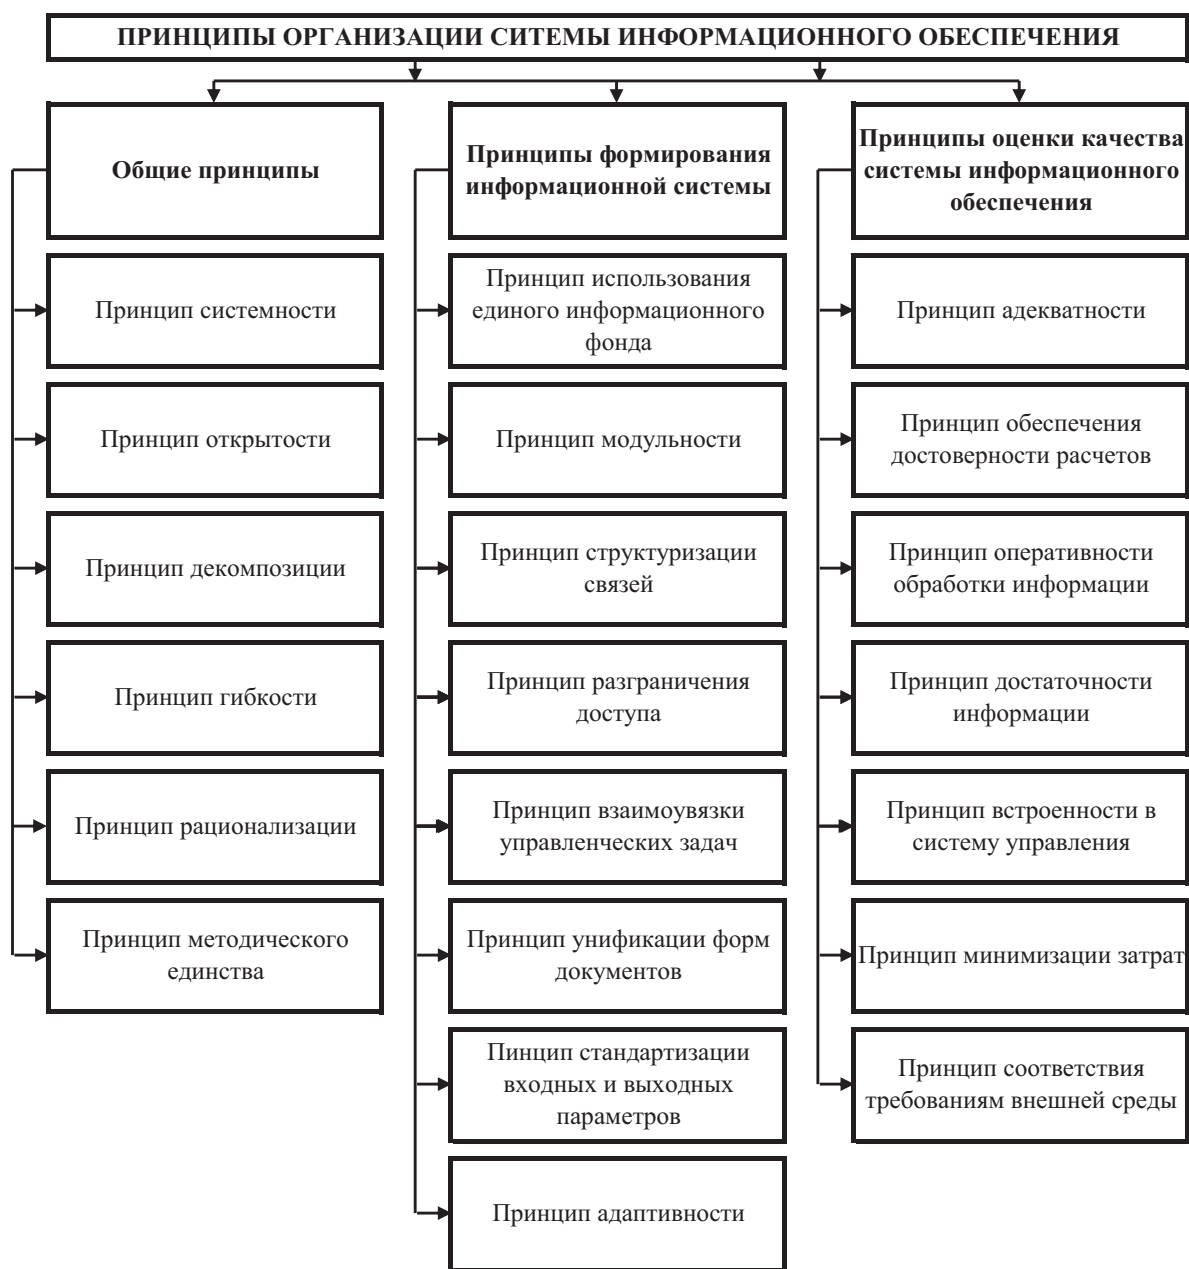 ПРИНЦИПЫ ОРГАНИЗАЦИИ СИТЕМЫ ИНФОРМАЦИОННОГО ОБЕСПЕЧЕНИЯ
Общие принципы
Принцип системности
Принцип открытости
Принцип декомпозиции
Принцип гибкости
Принцип рационализации
Принцип методического
единства
Принципы формирования
информационной системы
Принцип использования
единого информационного
фонда
Принцип модульности
Принцип структуризации
связей
Принцип разграничения
доступа
Принцип взаимоувязки
управленческих задач
Принцип унификации форм
документов
Пинцип стандартизации
входных и выходных
параметров
Принцип адаптивности
Принципы оценки качества
системы информационного
обеспечения
Принцип адекватности
Принцип обеспечения
достоверности расчетов
Принцип оперативности
обработки информации
Принцип достаточности
информации
Принцип встроенности в
систему управления
Принцип минимизации затрат
Принцип соответствия
требованиям внешней среды